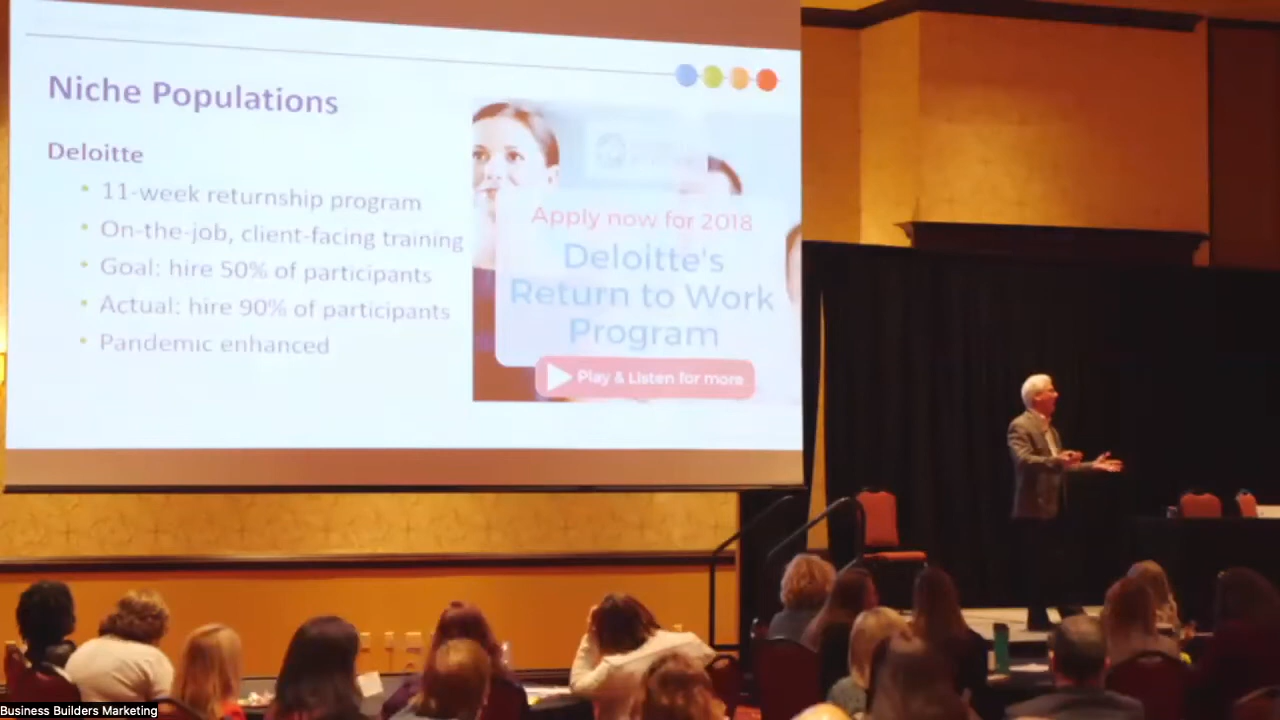 Niche Populations
Deloitte
• 11-week returnship program
• On-the-job, client-facing training
• Goal: hire 50% of participants
• Actual: hire 90% of participants
• Pandemic enhanced
Apply now for 2018
Deloitte's
Return to Work
Program
Play & Listen for more
Business Builders Marketing